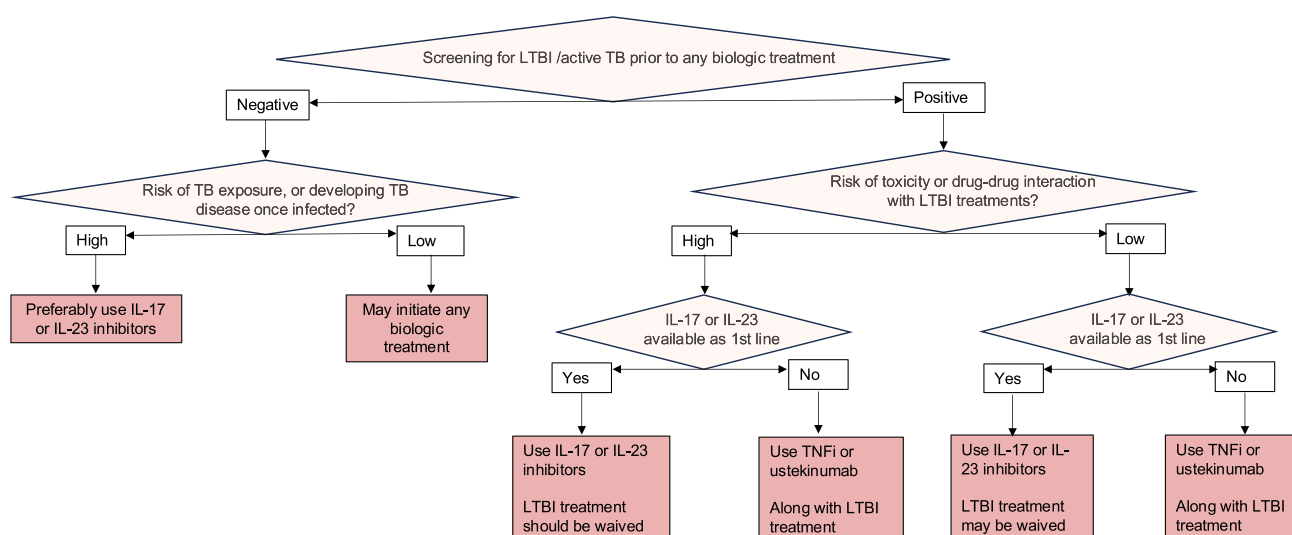 Screening for LTBI /active TB prior to any biologic treatment
Negative
Positive
Risk of TB exposure, or developing TB
disease once infected?
Risk of toxicity or drug-drug interaction
with LTBI treatments?
High
Low
High
Low
Preferably use IL-17
or IL-23 inhibitors
May initiate any
biologic
treatment
IL-17 or IL-23
available as 1st line
IL-17 or IL-23
available as 1st line
Yes
No
Yes
No
Use IL-17 or IL-23
inhibitors
LTBI treatment
should be waived
Use TNFi or
ustekinumab
Along with LTBI
treatment
Use IL-17 or IL-
23 inhibitors
LTBI treatment
may be waived
Use TNFi or
ustekinumab
Along with LTBI
treatment